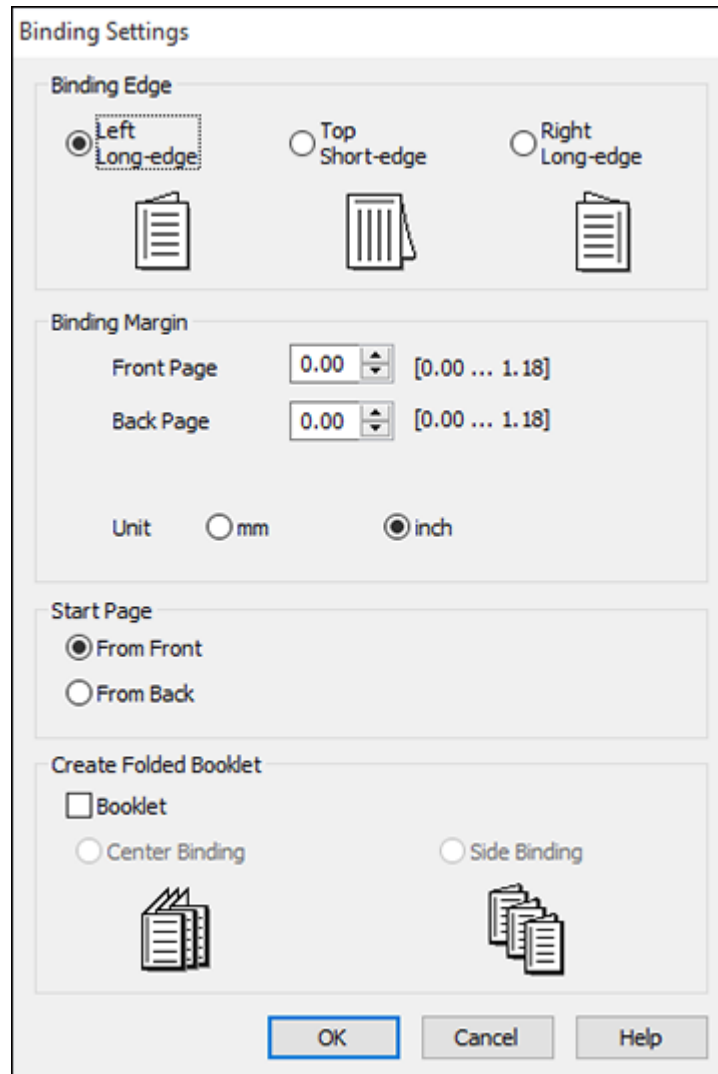 Binding Settings
Binding Edge
Left
Long-edge
Top
Short-edge
Right
Long-edge
Binding Margin
Front Page 0.00 [0.00 ... 1.18]
Back Page 0.00 [0.00 ... 1.18]
Unit mm inch
Start Page
From Front
From Back
Create Folded Booklet
Booklet
Center Binding Side Binding
OK Cancel Help